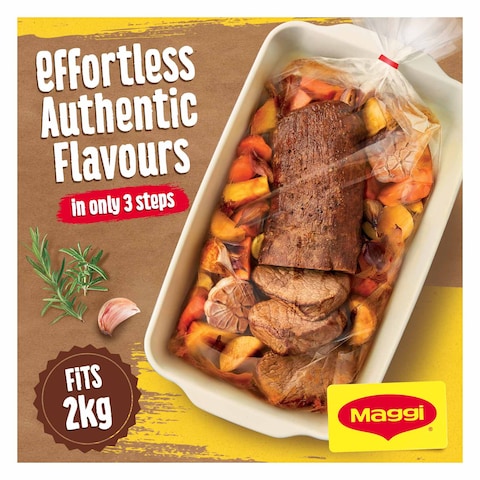 effortless
Authentic
Flavours
in only 3 steps
FiTS
2kg
Maggi
®